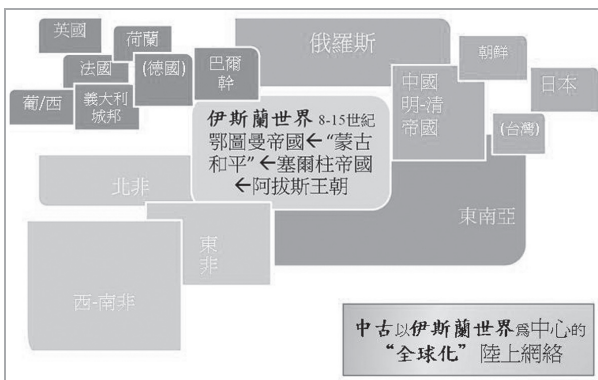 英國
荷蘭
法國
(德國)
巴爾
幹
葡/西
義大利
城邦
俄羅斯
朝鮮
中國
明-清
帝國
日本
(台灣)
伊斯蘭世界 8-15世紀
鄂圖曼帝國←“蒙古
和平”←塞爾柱帝國
←阿拔斯王朝
北非
東
非
西-南非
東南亞
中古以伊斯蘭世界為中心的
“全球化”陸上網絡